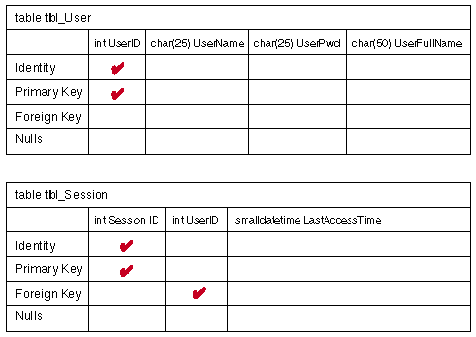 table tbl_User
int UserID char(25) UserName char(25) UserPwd char(50) UserFullName
Identity
Primary Key
Foreign Key
Nulls
table tbl_Session
int Session ID int UserID smalldatetime LastAccessTime
Identity
Primary Key
Foreign Key
Nulls